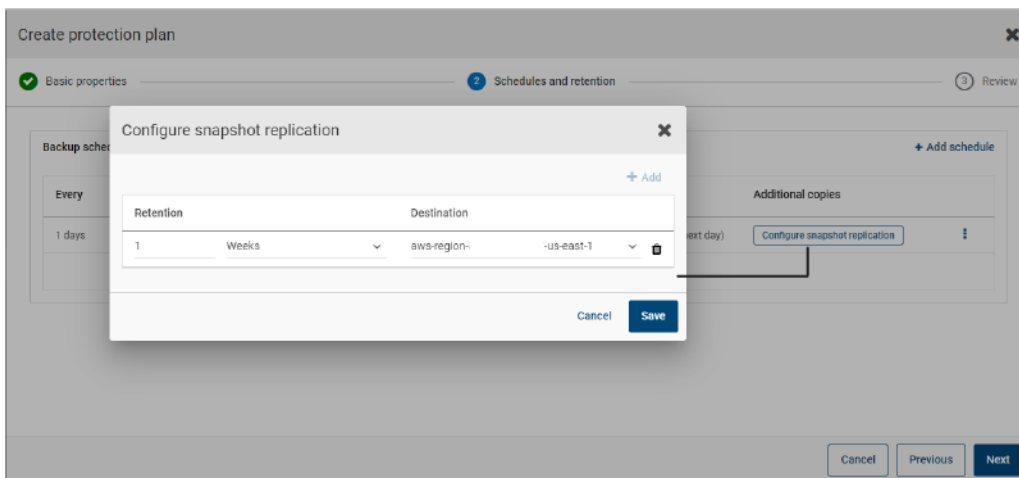 Create protection plan
Basic properties
2 Schedules and retention
3 Review
Configure snapshot replication
Backup sched
+ Add schedule
+ Add
Every
Additional copies
Retention Destination
1 days
1 Weeks aws-region- -us-east-1
ext day)
Configure snapshot replication
Cancel Save
Cancel Previous Next